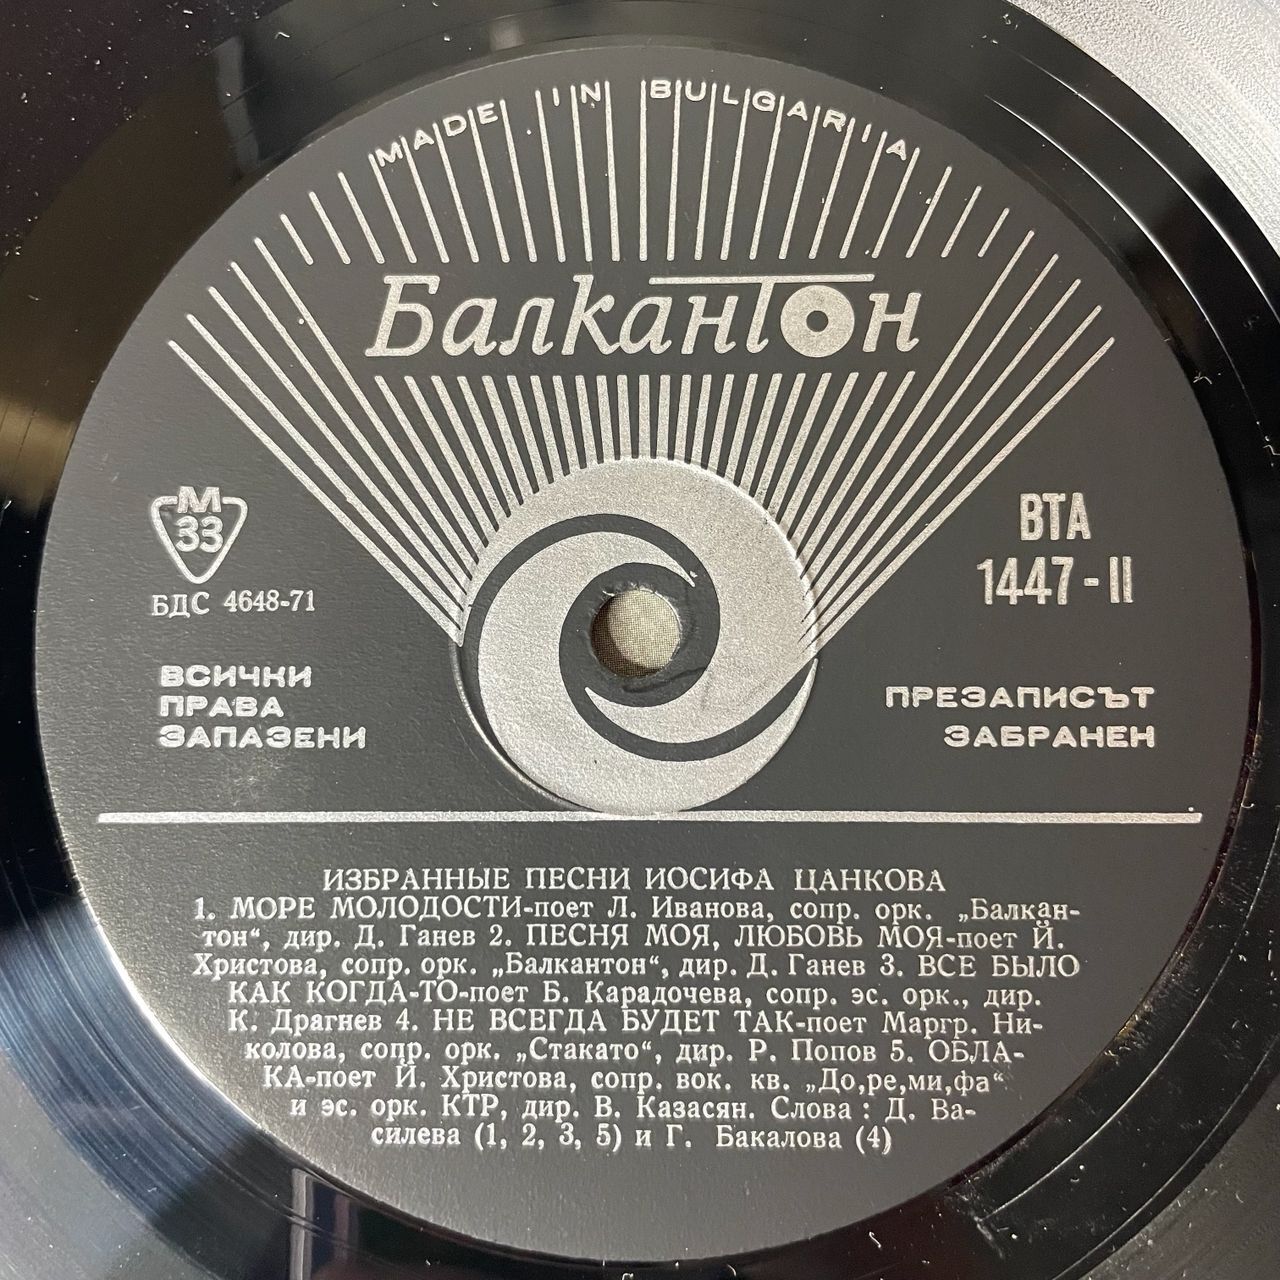 MADE IN BULGARIA
Балкантон
М
33
БДС 4648-71
ВТА
1447-II
ВСИЧКИ
ПРАВА
ЗАПАЗЕНИ
ПРЕЗАПИСЪТ
ЗАБРАНЕН
ИЗБРАННЫЕ ПЕСНИ ИОСИФА ЦАНКОВА
1. МОРЕ МОЛОДОСТИ-поет Л. Иванова, сопр. орк. „Балкан-
тон“, дир. Д. Ганев 2. ПЕСНЯ МОЯ, ЛЮБОВЬ МОЯ-поет Й.
Христова, сопр. орк. „Балкантон“, дир. Д. Ганев 3. ВСЕ БЫЛО
КАК КОГДА-ТО-поет Б. Карадочева, сопр. эс. орк., дир.
К. Драгнев 4. НЕ ВСЕГДА БУДЕТ ТАК-поет Маргр. Ни-
колова, сопр. орк. „Стакато“, дир. Р. Попов 5. ОБЛА-
КА-поет Й. Христова, сопр. вок. кв. „До,ре,ми,фа“
и эс. орк. КТР, дир. В. Казасян. Слова : Д. Ва-
силева (1, 2, 3, 5) и Г. Бакалова (4)